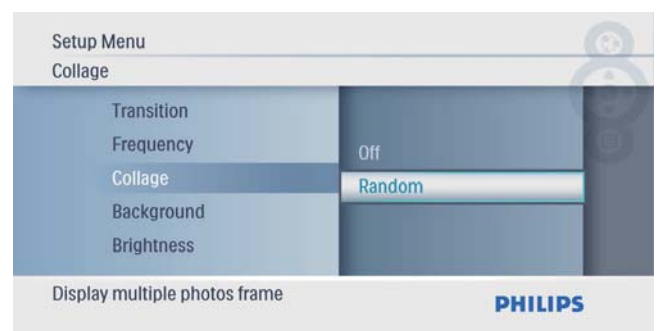 Setup Menu
Collage
Transition
Frequency
Collage
Background
Brightness
Off
Random
Display multiple photos frame
PHILIPS